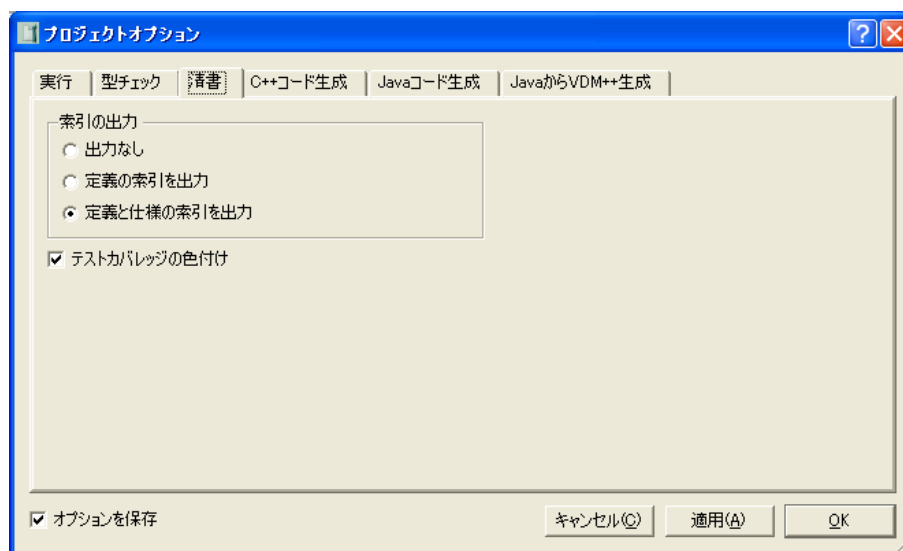 プロジェクトオプション
実行 型チェック 清書 C++コード生成 Javaコード生成 JavaからVDM++生成
索引の出力
出力なし
定義の索引を出力
定義と仕様の索引を出力
テストカバレッジの色付け
オプションを保存 キャンセル(C) 適用(A) OK